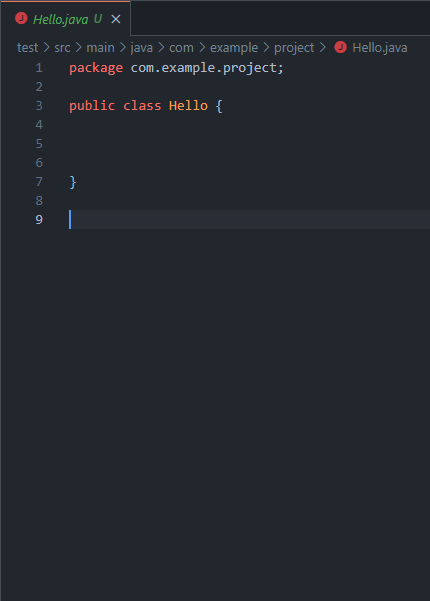 Hello.java U
test > src > main > java > com > example > project > Hello.java
1 package com.example.project;
2
3 public class Hello {
4
5
6
7 }
8
9